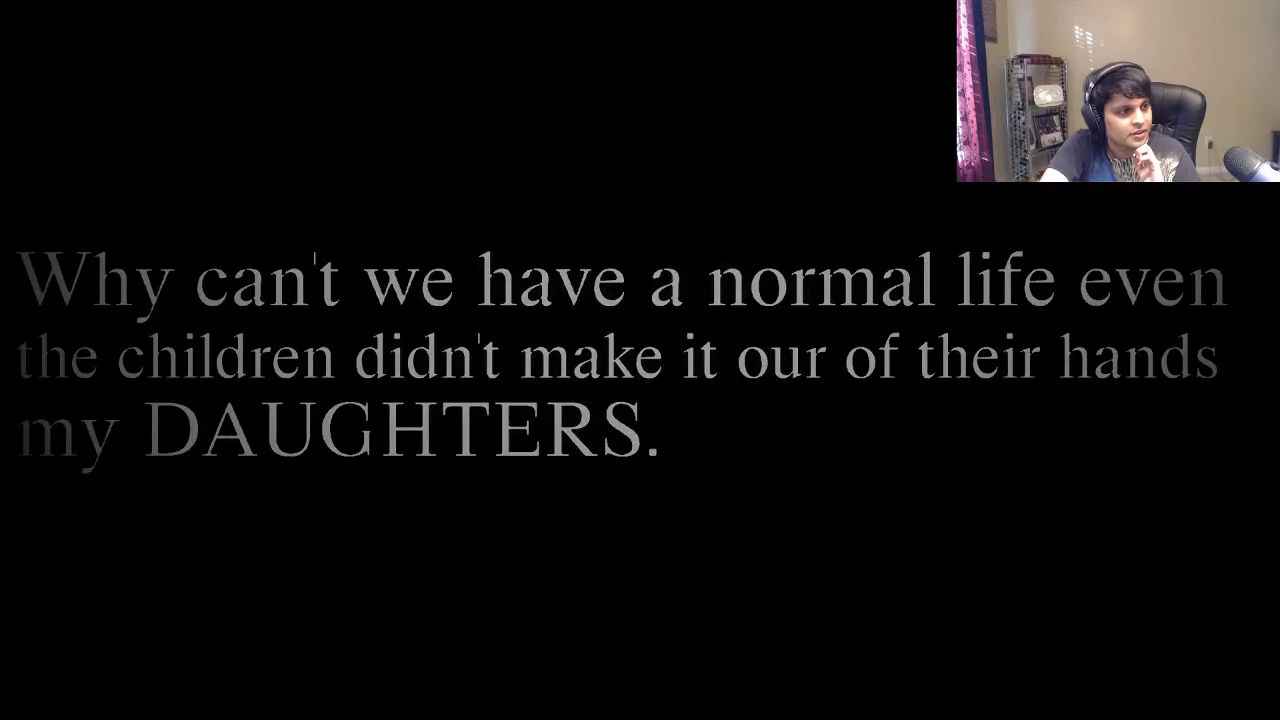 Why can't we have a normal life even
the children didn't make it our of their hands
my DAUGHTERS.